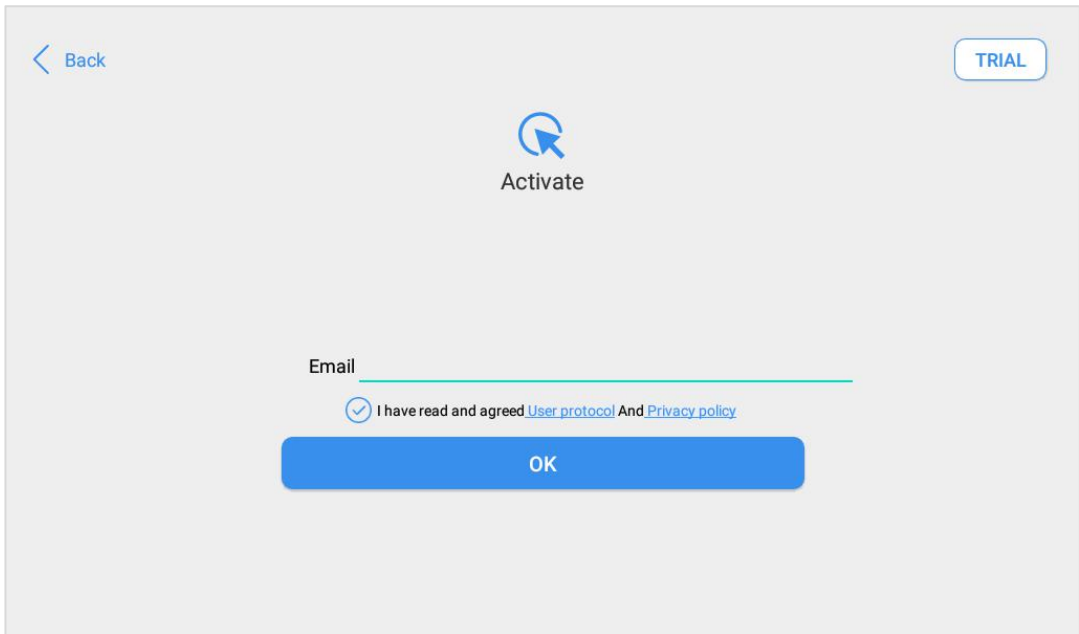 Back
TRIAL
Activate
Email
I have read and agreed User protocol And Privacy policy
OK